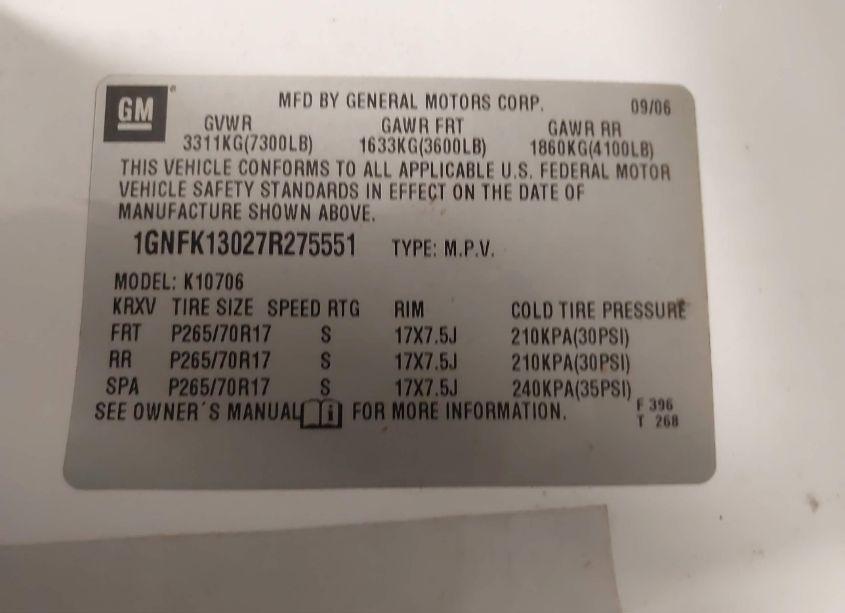 GM
MFD BY GENERAL MOTORS CORP. 09/06
GVWR GAWR FRT GAWR RR
3311KG(7300LB) 1633KG(3600LB) 1860KG(4100LB)
THIS VEHICLE CONFORMS TO ALL APPLICABLE U.S. FEDERAL MOTOR
VEHICLE SAFETY STANDARDS IN EFFECT ON THE DATE OF
MANUFACTURE SHOWN ABOVE.
1GNFK13027R275551 TYPE: M.P.V.
MODEL: K10706
KRXV TIRE SIZE SPEED RTG RIM COLD TIRE PRESSURE
FRT P265/70R17 S 17X7.5J 210KPA(30PSI)
RR P265/70R17 S 17X7.5J 210KPA(30PSI)
SPA P265/70R17 S 17X7.5J 240KPA(35PSI)
SEE OWNER´S MANUAL i FOR MORE INFORMATION.
F 396
T 268